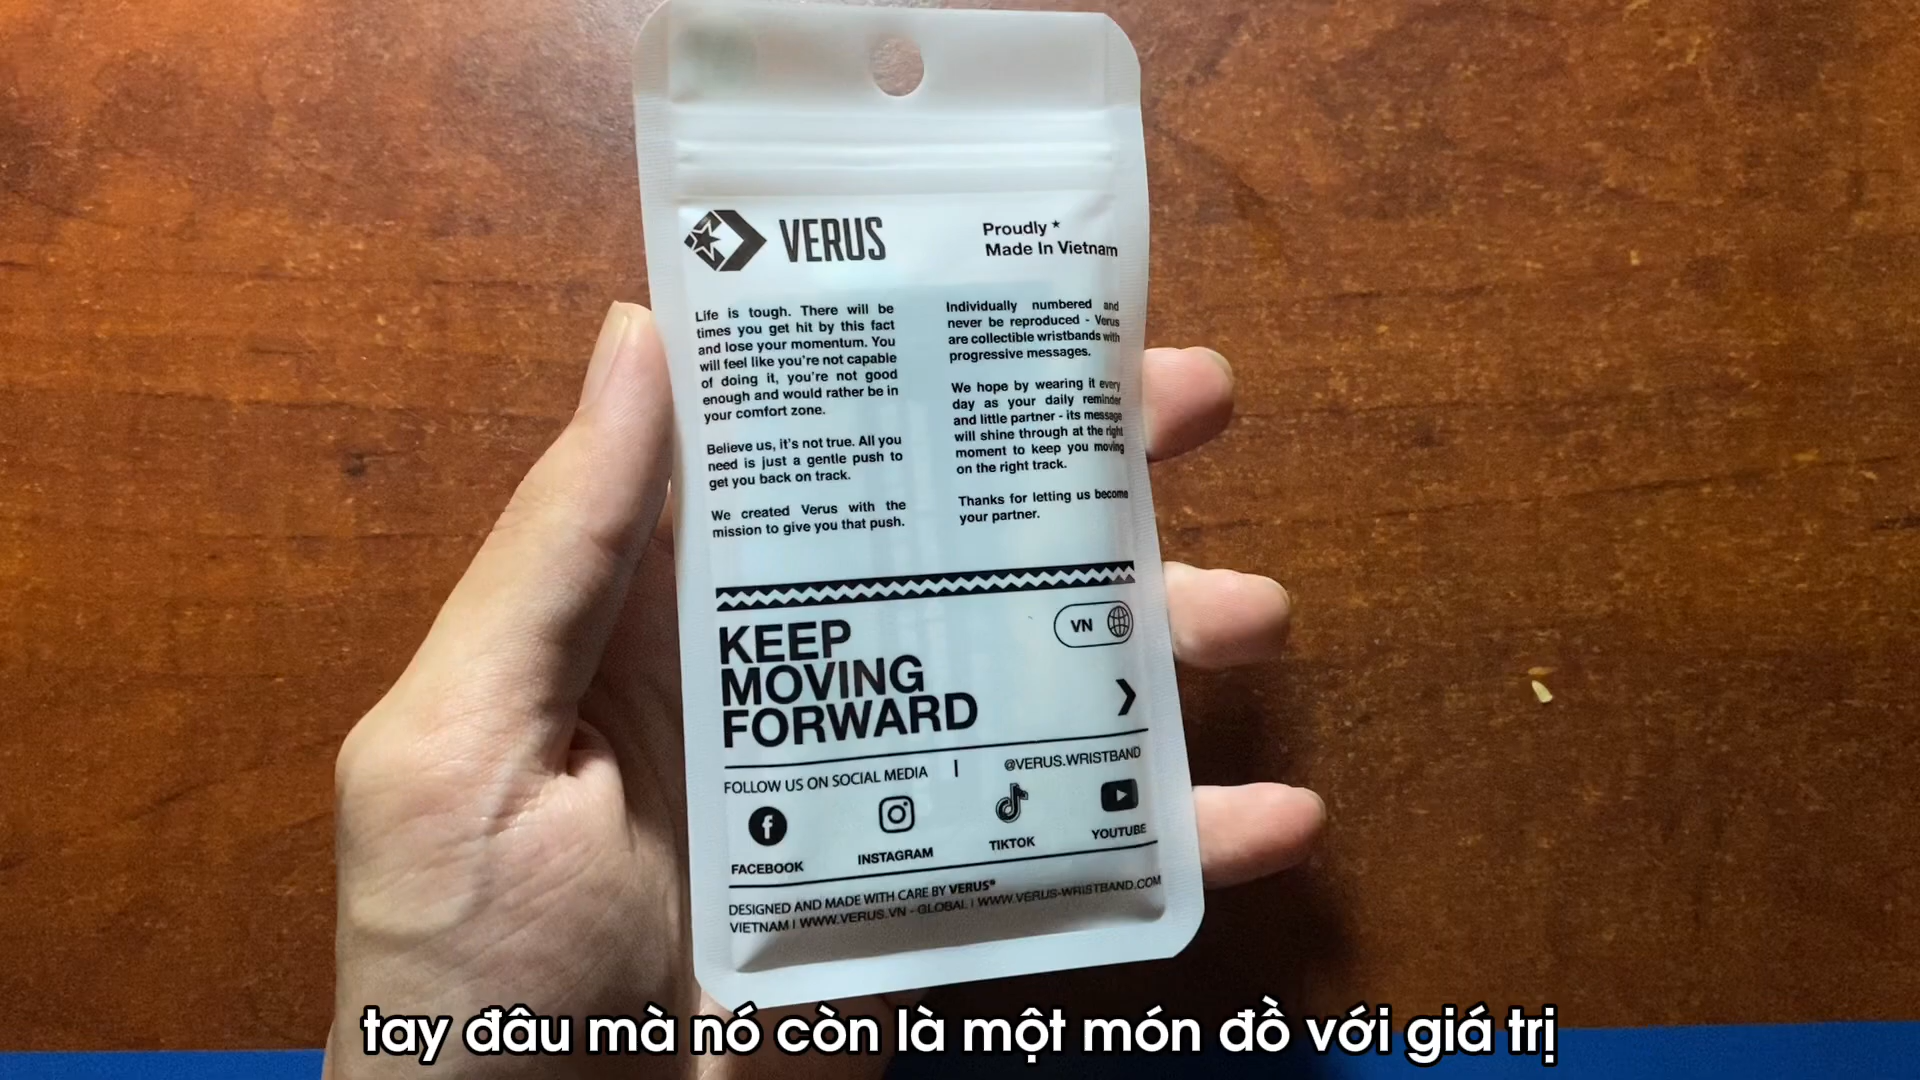 VERUS
Proudly *
Made In Vietnam
Life is tough. There will be
times you get hit by this fact
and lose your momentum. You
will feel like you're not capable
of doing it, you're not good
enough and would rather be in
your comfort zone.
Believe us, it's not true. All you
need is just a gentle push to
get you back on track.
We created Verus with the
mission to give you that push.
Individually numbered and
never be reproduced - Verus
are collectible wristbands with
progressive messages.
We hope by wearing it every
day as your daily reminder
and little partner - its message
will shine through at the right
moment to keep you moving
on the right track.
Thanks for letting us become
your partner.
KEEP
MOVING
FORWARD
VN
FOLLOW US ON SOCIAL MEDIA | @VERUS.WRISTBAND
FACEBOOK
INSTAGRAM
TIKTOK
YOUTUBE
DESIGNED AND MADE WITH CARE BY VERUS®
VIETNAM | WWW.VERUS.VN - GLOBAL | WWW.VERUS-WRISTBAND.COM
tay đâu mà nó còn là một món đồ với giá trị